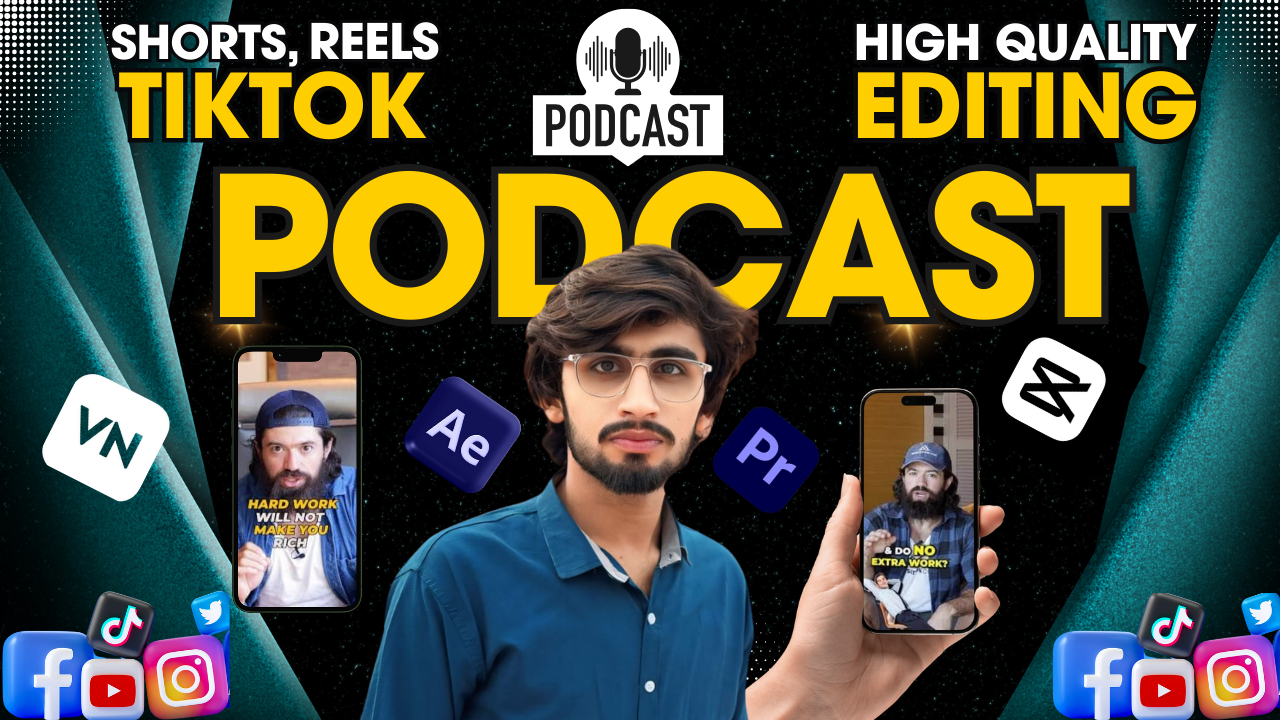 SHORTS, REELS
TIKTOK
PODCAST
HIGH QUALITY
EDITING
PODCAST
VN
Ae
Pr
HARD WORK
WILL NOT
MAKE YOU
RICH
& DO NO
EXTRA WORK?